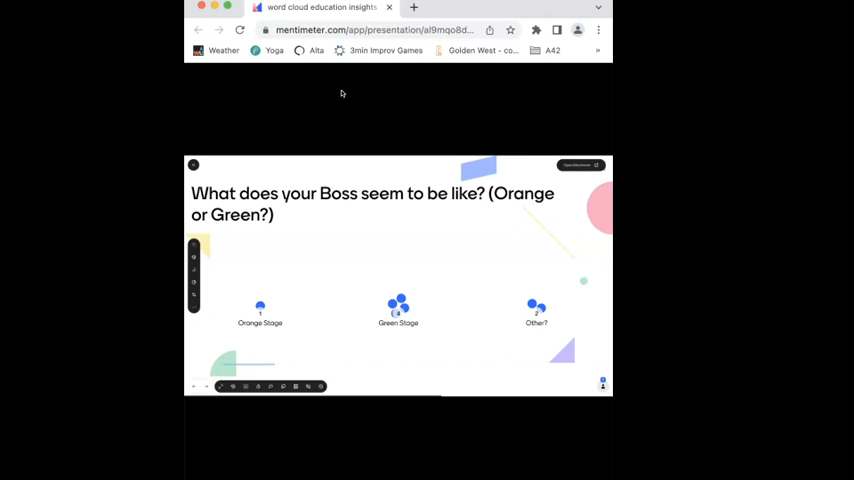 word cloud education insights
mentimeter.com/app/presentation/al9mqo8d...
Weather
Yoga
Alta
3min Improv Games
Golden West - co...
A42
What does your Boss seem to be like? (Orange
or Green?)
1
4
2
Orange Stage
Green Stage
Other?